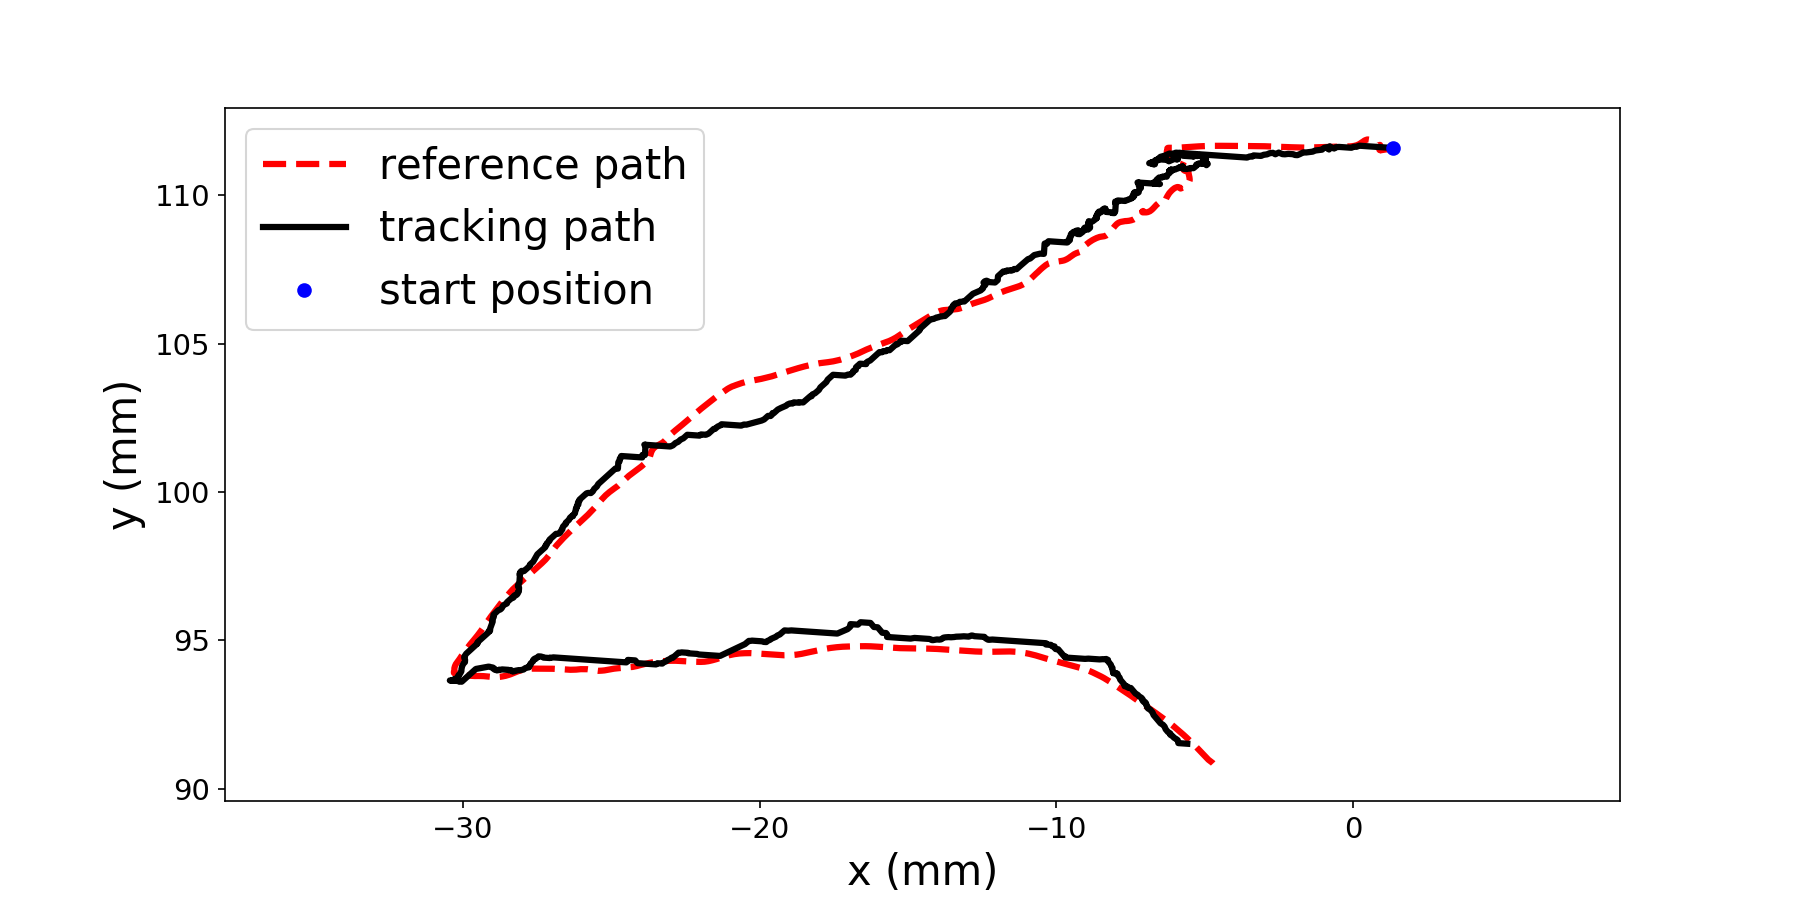 reference path
tracking path
start position
110
105
100
95
90
y (mm)
−30
−20
−10
0
x (mm)